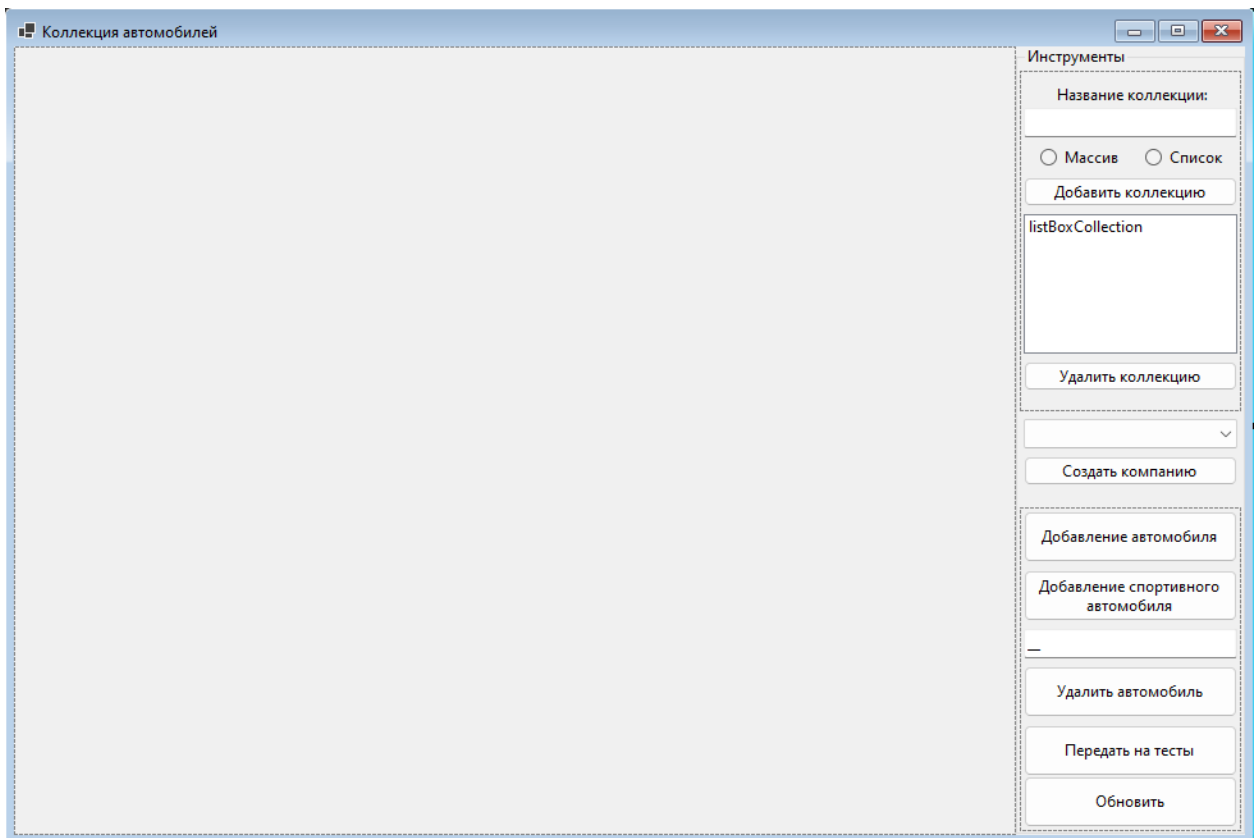 Коллекция автомобилей
Инструменты
Название коллекции:
Массив
Список
Добавить коллекцию
listBoxCollection
Удалить коллекцию
Создать компанию
Добавление автомобиля
Добавление спортивного
автомобиля
__
Удалить автомобиль
Передать на тесты
Обновить